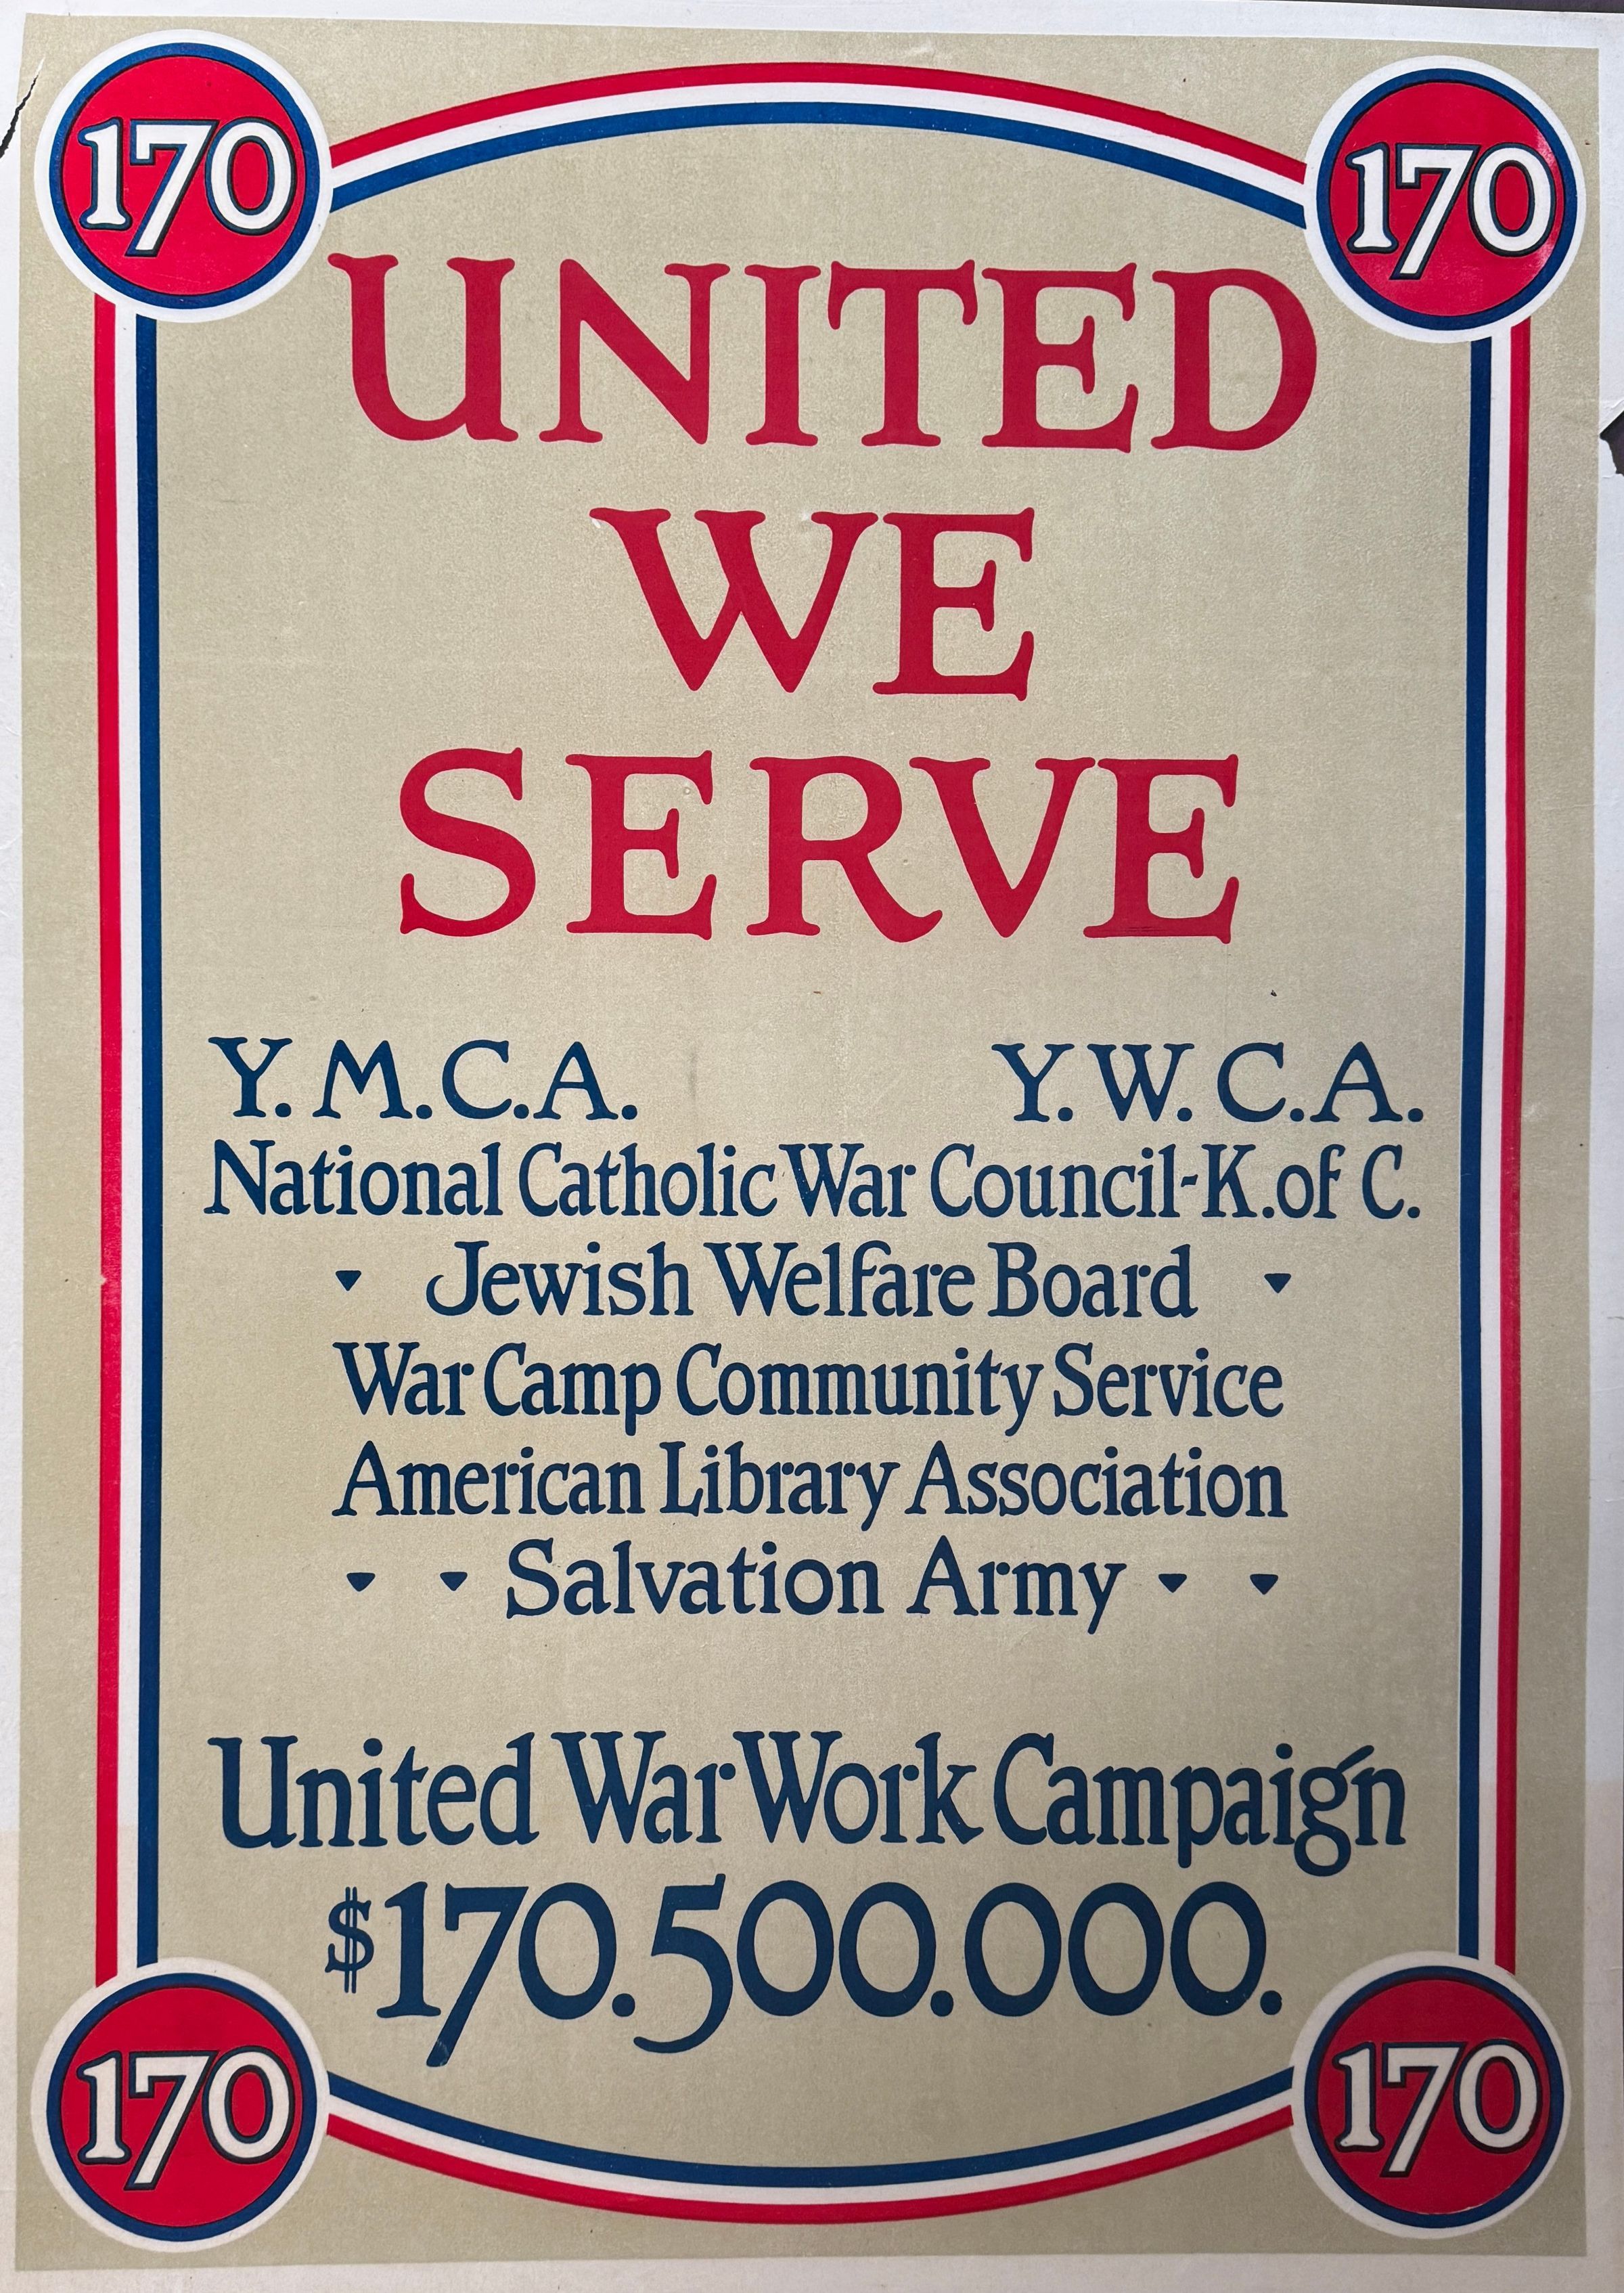 170 170
UNITED
WE
SERVE
Y.M.C.A. Y.W.C.A.
National Catholic War Council-K.of C.
Jewish Welfare Board
War Camp Community Service
American Library Association
Salvation Army
United War Work Campaign
$170.500.000.
170 170